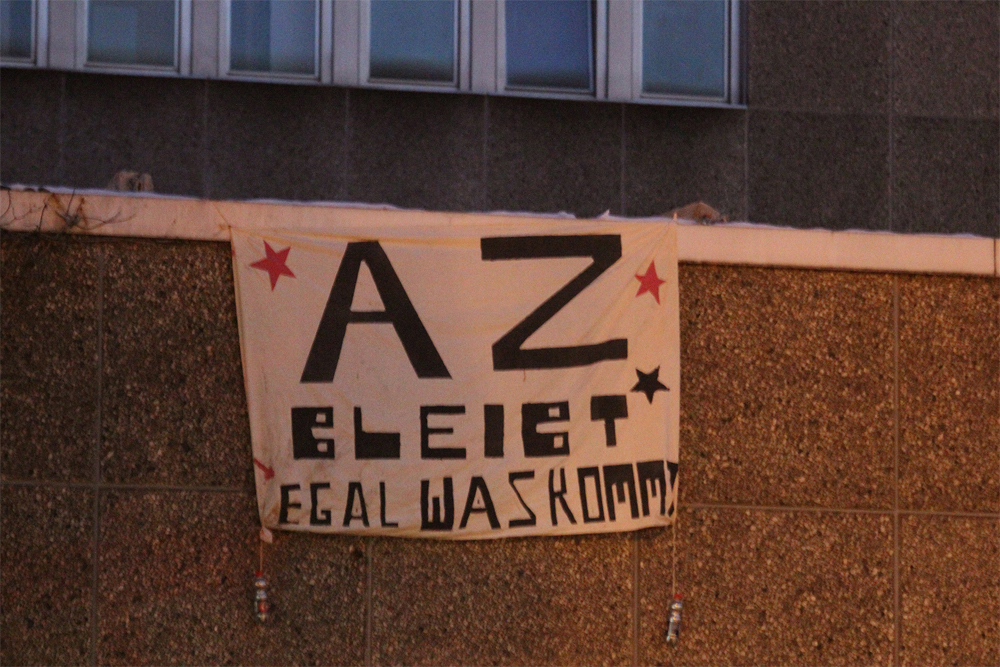 AZ
BLEIBT
EGAL WAS KOMMT